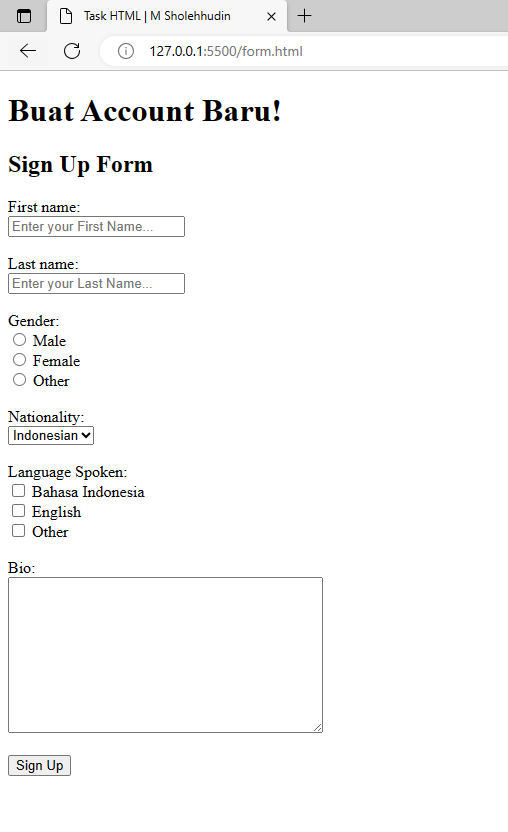 Task HTML | M Sholehhudin
127.0.0.1:5500/form.html
Buat Account Baru!
Sign Up Form
First name:
Enter your First Name...
Last name:
Enter your Last Name...
Gender:
Male
Female
Other
Nationality:
Indonesian
Language Spoken:
Bahasa Indonesia
English
Other
Bio:
Sign Up